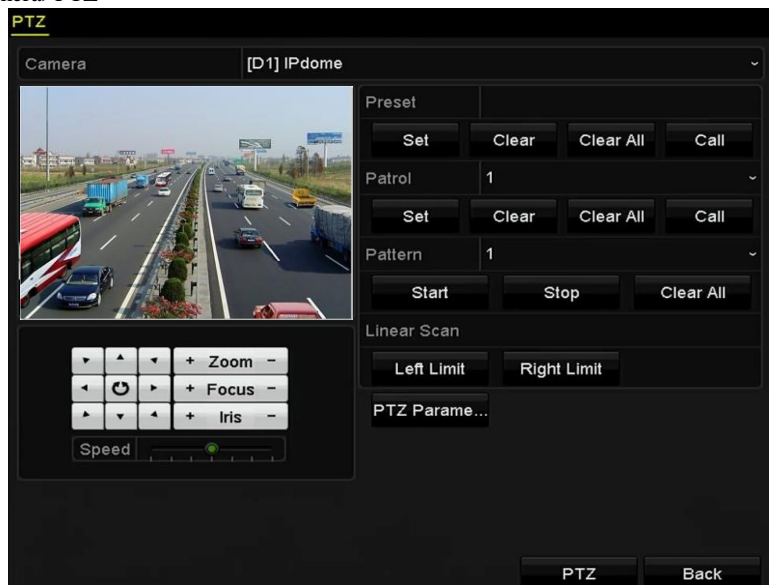 PTZ
Camera [D1] IPdome
Preset
Set Clear Clear All Call
Patrol 1
Set Clear Clear All Call
Pattern 1
Start Stop Clear All
Linear Scan
Left Limit Right Limit
PTZ Parame...
+ Zoom -
+ Focus -
+ Iris -
Speed
PTZ Back